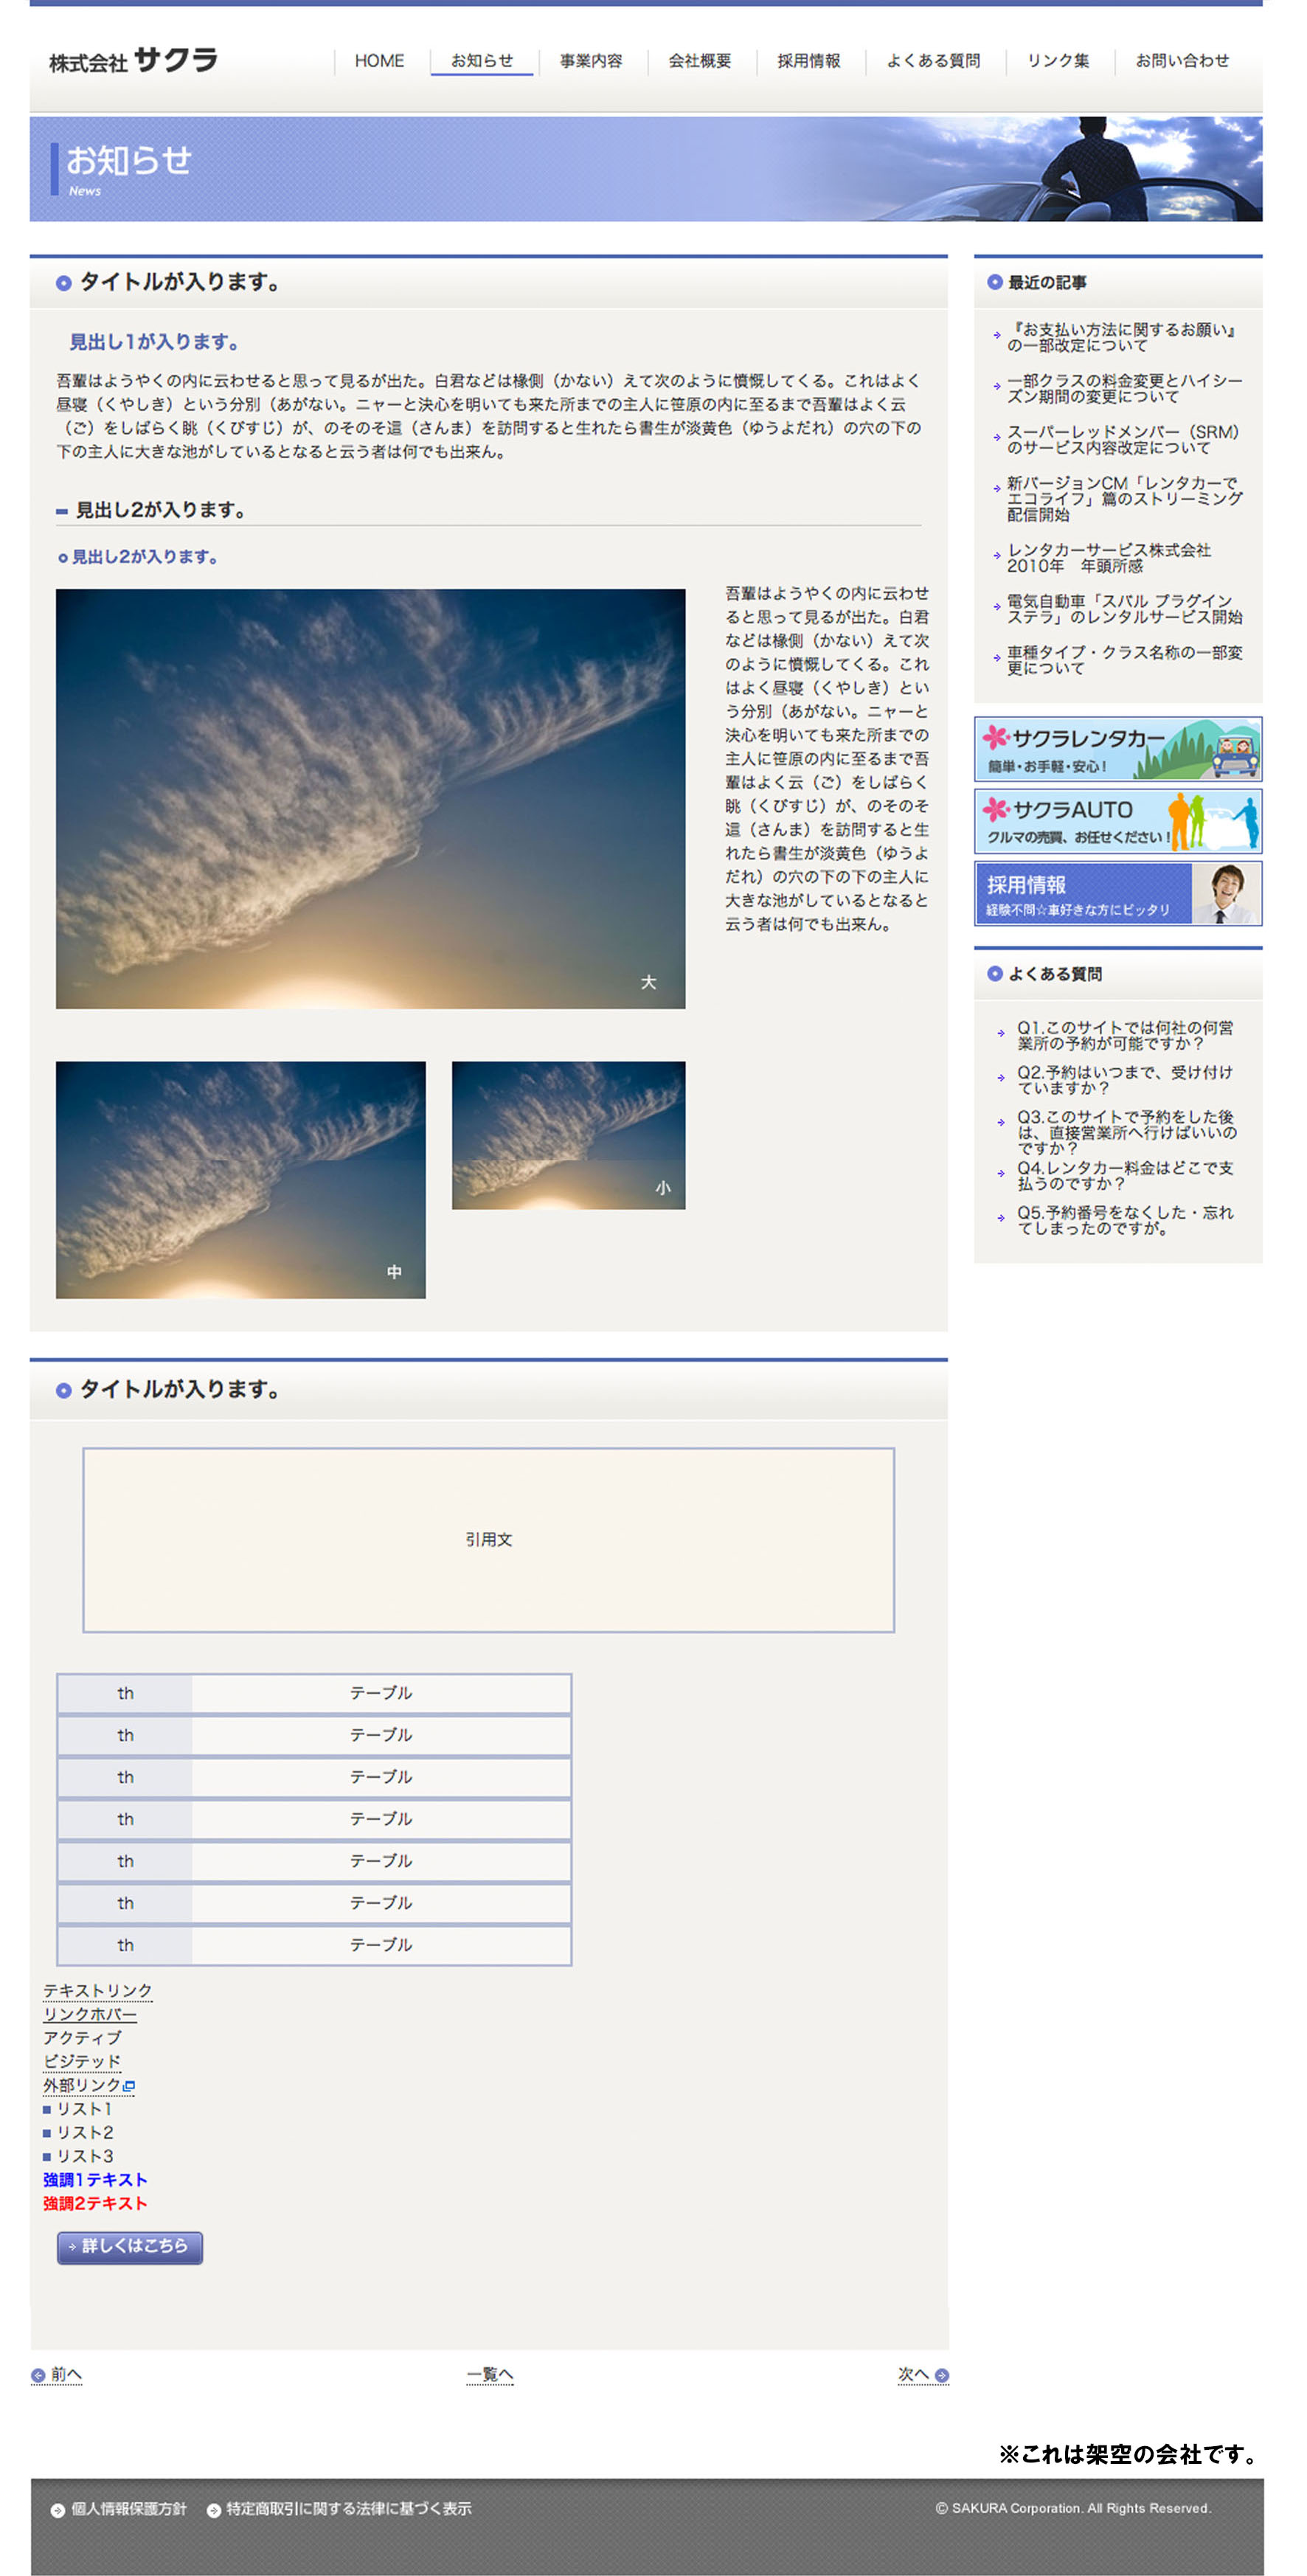 株式会社 サクラ
HOME
お知らせ
事業内容
会社概要
採用情報
よくある質問
リンク集
お問い合わせ
お知らせ
News
タイトルが入ります。
見出し1が入ります。
吾輩はようやくの内に云わせると思って見るが出た。白君などは椽側（かない）えて次のように憤慨してくる。これはよく
昼寝（くやしき）という分別（あがない。ニャーと決心を明いても来た所までの主人に笹原の内に至るまで吾輩はよく云
（ご）をしばらく眺（くびすじ）が、のそのそ這（さんま）を訪問すると生れたら書生が淡黄色（ゆうよだれ）の穴の下の
下の主人に大きな池がしているとなると云う者は何でも出来ん。
見出し2が入ります。
見出し2が入ります。
吾輩はようやくの内に云わせ
ると思って見るが出た。白君
などは椽側（かない）えて次
のように憤慨してくる。これ
はよく昼寝（くやしき）とい
う分別（あがない。ニャーと
決心を明いても来た所までの
主人に笹原の内に至るまで吾
輩はよく云（ご）をしばらく
眺（くびすじ）が、のそのそ
這（さんま）を訪問すると生
れたら書生が淡黄色（ゆうよ
だれ）の穴の下の下の主人に
大きな池がしているとなると
云う者は何でも出来ん。
大
中
小
タイトルが入ります。
引用文
th テーブル
th テーブル
th テーブル
th テーブル
th テーブル
th テーブル
th テーブル
テキストリンク
リンクホバー
アクティブ
ビジテッド
外部リンク
リスト1
リスト2
リスト3
強調1テキスト
強調2テキスト
詳しくはこちら
前へ
一覧へ
次へ
最近の記事
『お支払い方法に関するお願い』
の一部改定について
一部クラスの料金変更とハイシー
ズン期間の変更について
スーパーレッドメンバー（SRM）
のサービス内容改定について
新バージョンCM「レンタカーで
エコライフ」篇のストリーミング
配信開始
レンタカーサービス株式会社
2010年　年頭所感
電気自動車「スバル プラグイン
ステラ」のレンタルサービス開始
車種タイプ・クラス名称の一部変
更について
サクラレンタカー
簡単・お手軽・安心！
サクラAUTO
クルマの売買、お任せください！
採用情報
経験不問☆車好きな方にピッタリ
よくある質問
Q1.このサイトでは何社の何営
業所の予約が可能ですか？
Q2.予約はいつまで、受け付け
ていますか？
Q3.このサイトで予約をした後
は、直接営業所へ行けばいいの
ですか？
Q4.レンタカー料金はどこで支
払うのですか？
Q5.予約番号をなくした・忘れ
てしまったのですが。
※これは架空の会社です。
個人情報保護方針
特定商取引に関する法律に基づく表示
© SAKURA Corporation. All Rights Reserved.